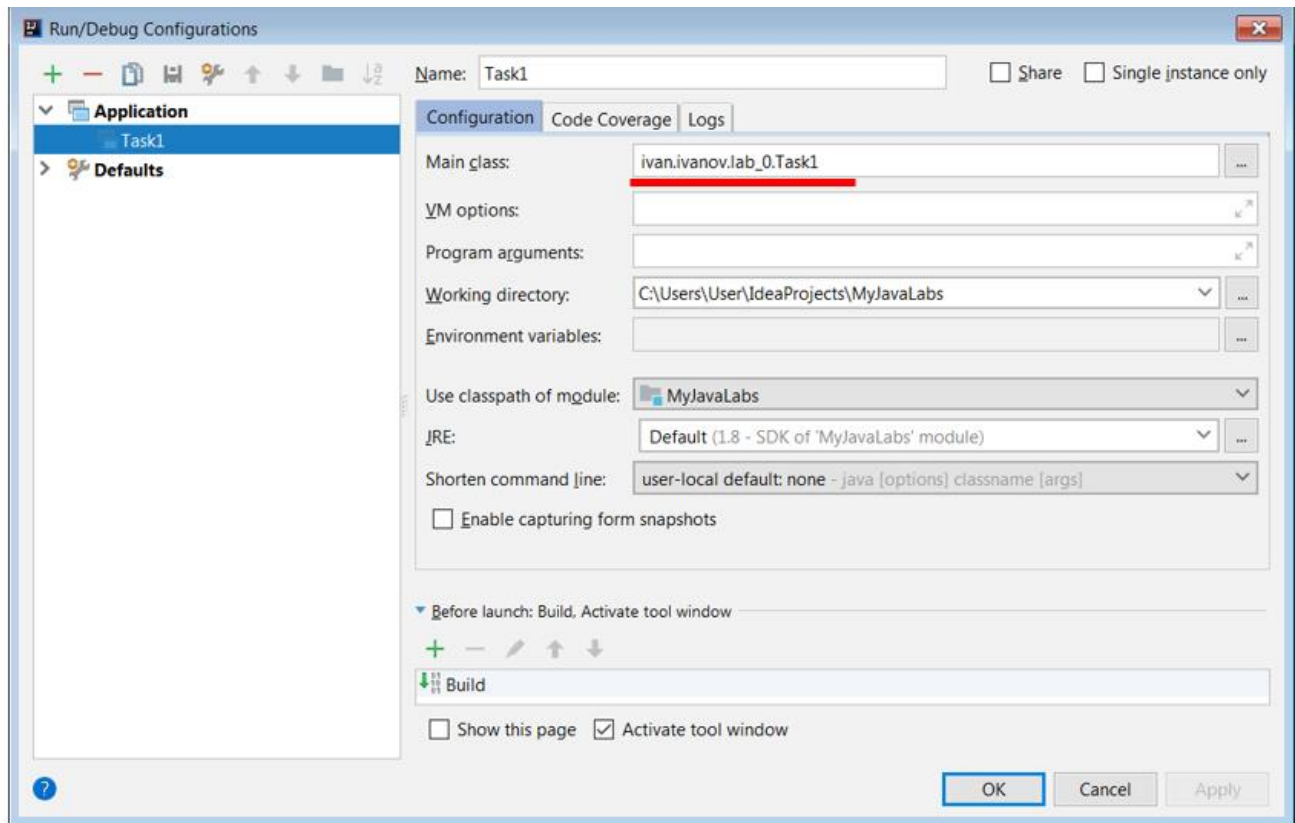 Run/Debug Configurations
Name: Task1
Share
Single instance only
Application
Task1
Defaults
Configuration
Code Coverage
Logs
Main class: ivan.ivanov.lab_0.Task1
...
VM options:
Program arguments:
Working directory: C:\Users\User\IdeaProjects\MyJavaLabs
...
Environment variables:
...
Use classpath of module: MyJavaLabs
JRE: Default (1.8 - SDK of 'MyJavaLabs' module)
...
Shorten command line: user-local default: none - java [options] classname [args]
Enable capturing form snapshots
Before launch: Build, Activate tool window
Build
Show this page
Activate tool window
?
OK
Cancel
Apply